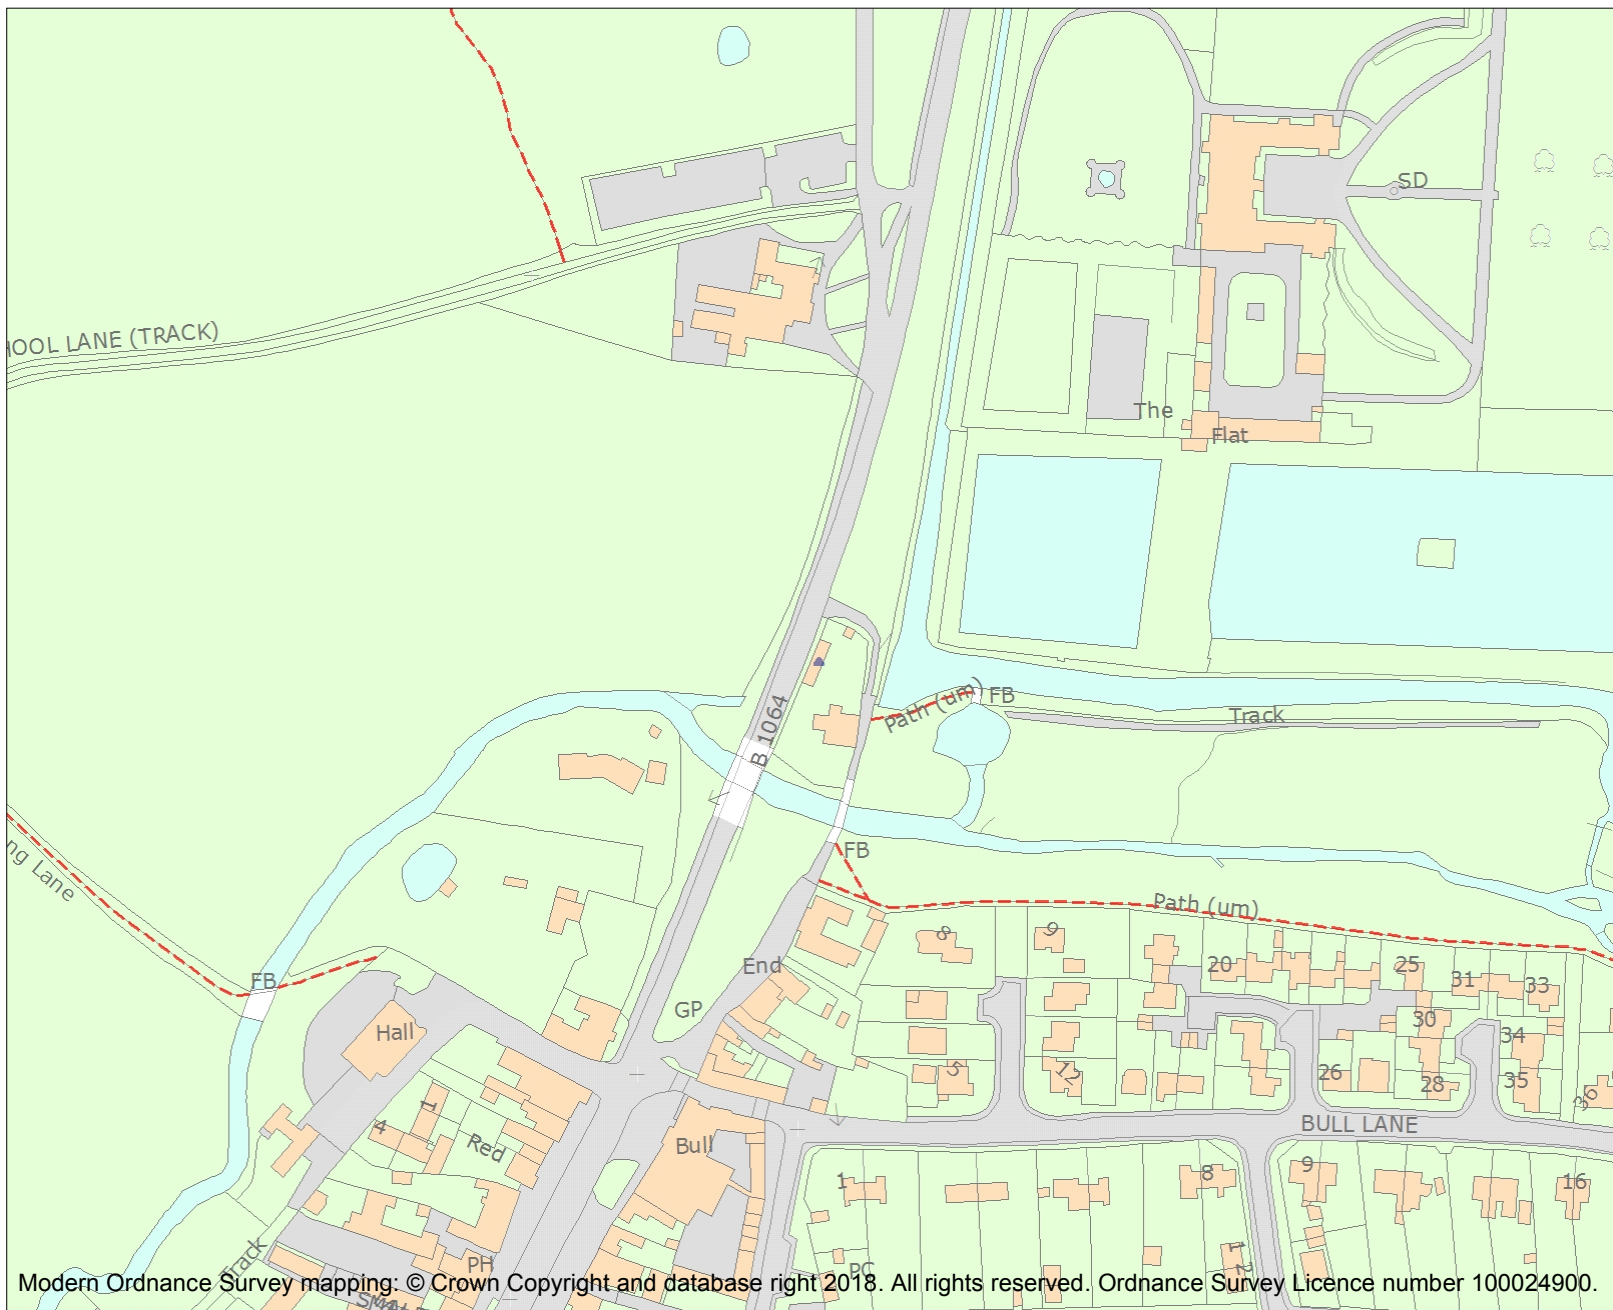 SD
HOOL LANE (TRACK)
The
Flat
B 1064
Path (um)
FB
Track
ng Lane
FB
Path (um)
8
9
End
20
25
31
33
FB
GP
Hall
30
34
5
12
26
28
35
36
1
4
Red
Bull
BULL LANE
1
8
9
16
Track
PH
PC
12
Modern Ordnance Survey mapping: © Crown Copyright and database right 2018. All rights reserved. Ordnance Survey Licence number 100024900.